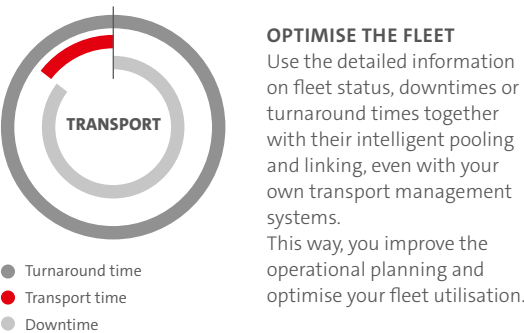 TRANSPORT
Turnaround time
Transport time
Downtime
OPTIMISE THE FLEET
Use the detailed information
on fleet status, downtimes or
turnaround times together
with their intelligent pooling
and linking, even with your
own transport management
systems.
This way, you improve the
operational planning and
optimise your fleet utilisation.